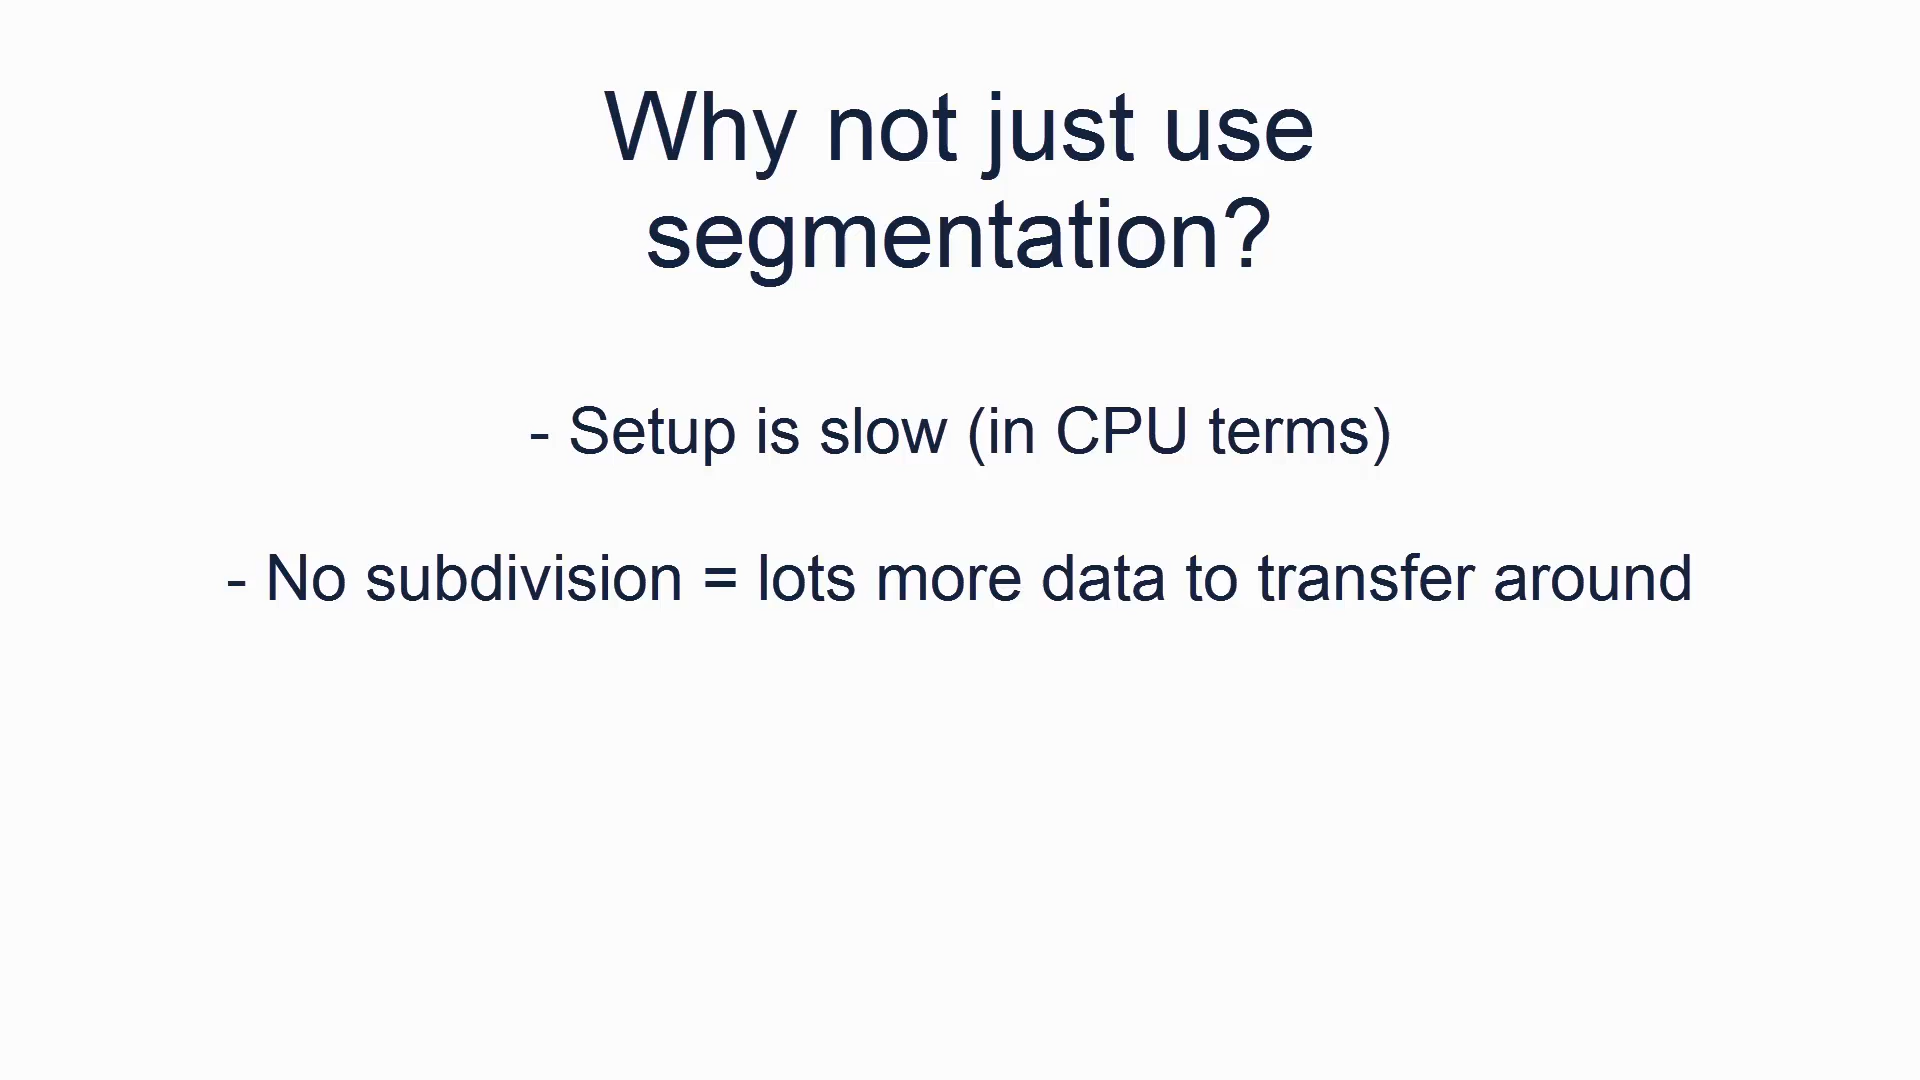 Why not just use
segmentation?
- Setup is slow (in CPU terms)
- No subdivision = lots more data to transfer around